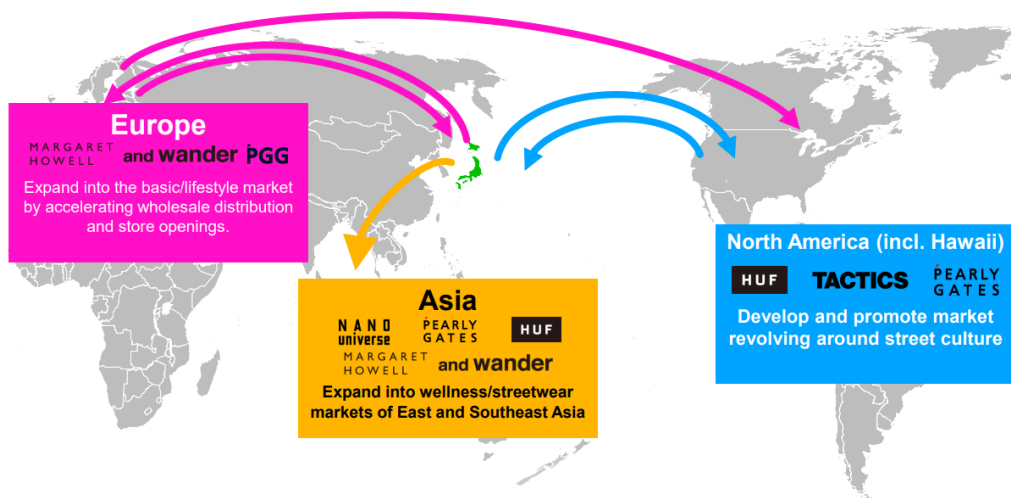 Europe
MARGARET
HOWELL
and wander
PGG
Expand into the basic/lifestyle market
by accelerating wholesale distribution
and store openings.
Asia
NANO
universe
PEARLY
GATES
HUF
MARGARET
HOWELL
and wander
Expand into wellness/streetwear
markets of East and Southeast Asia
North America (incl. Hawaii)
HUF
TACTICS
PEARLY
GATES
Develop and promote market
revolving around street culture